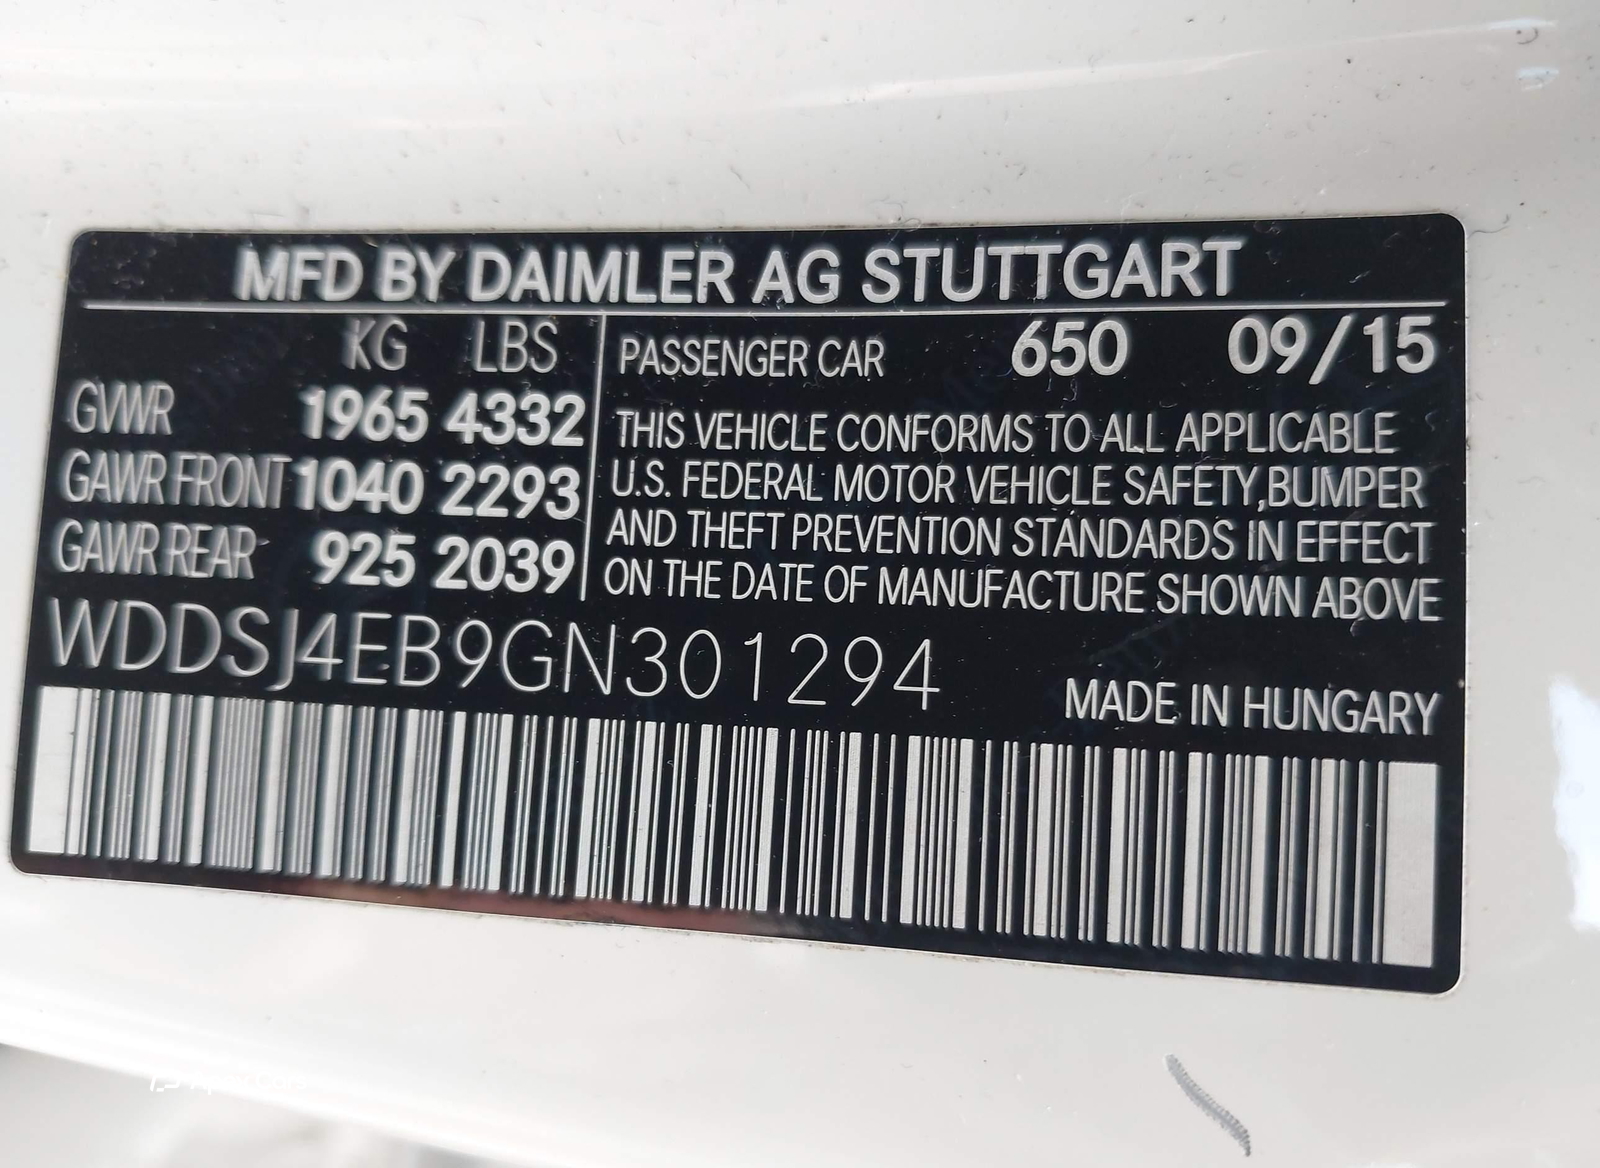 MFD BY DAIMLER AG STUTTGART
KG LBS
GVWR 1965 4332
GAWR FRONT 1040 2293
GAWR REAR 925 2039
PASSENGER CAR 650 09/15
THIS VEHICLE CONFORMS TO ALL APPLICABLE
U.S. FEDERAL MOTOR VEHICLE SAFETY,BUMPER
AND THEFT PREVENTION STANDARDS IN EFFECT
ON THE DATE OF MANUFACTURE SHOWN ABOVE
WDDSJ4EB9GN301294
MADE IN HUNGARY